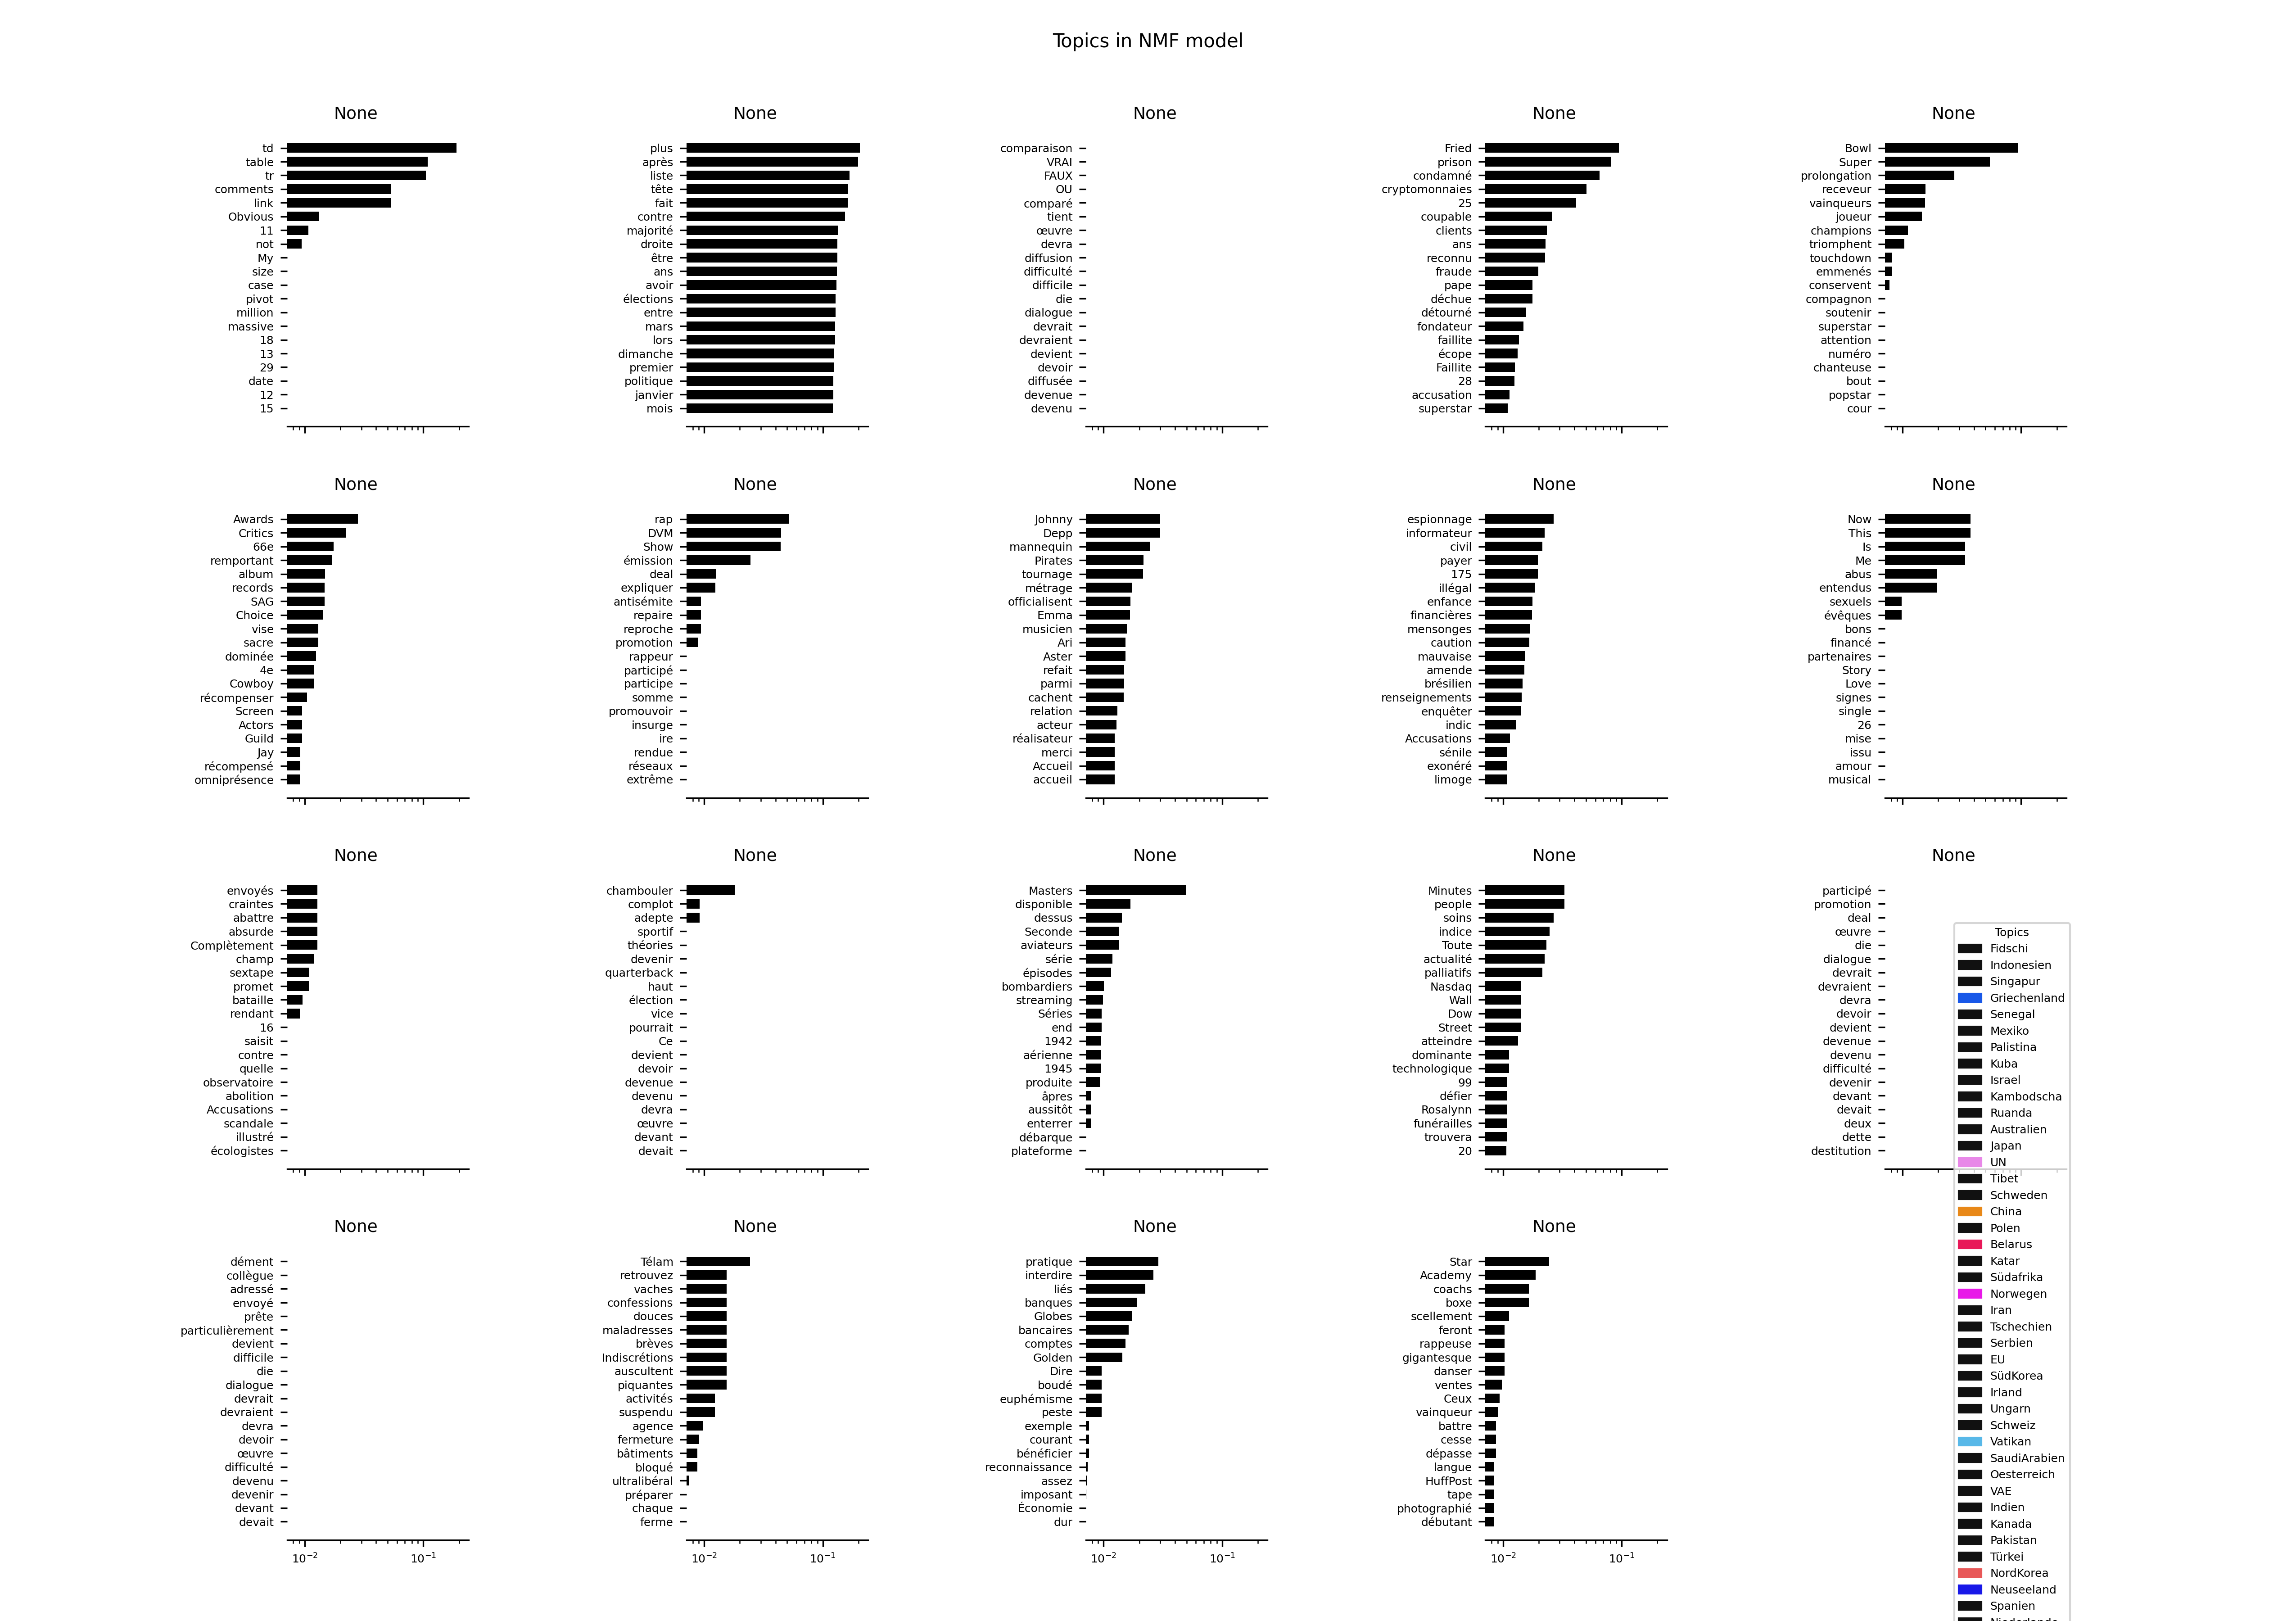 Topics in NMF model
None
td
table
tr
comments
link
Obvious
11
not
My
size
case
pivot
million
massive
18
13
29
date
12
15
None
plus
après
liste
tête
fait
contre
majorité
droite
être
ans
avoir
élections
entre
mars
lors
dimanche
premier
politique
janvier
mois
None
comparaison
VRAI
FAUX
OU
comparé
tient
œuvre
devra
diffusion
difficulté
difficile
die
dialogue
devrait
devraient
devient
devoir
diffusée
devenue
devenu
None
Fried
prison
condamné
cryptomonnaies
25
coupable
clients
ans
reconnu
fraude
pape
déchue
détourné
fondateur
faillite
écope
Faillite
28
accusation
superstar
None
Bowl
Super
prolongation
receveur
vainqueurs
joueur
champions
triomphent
touchdown
emmenés
conservent
compagnon
soutenir
superstar
attention
numéro
chanteuse
bout
popstar
cour
None
Awards
Critics
66e
remportant
album
records
SAG
Choice
vise
sacre
dominée
4e
Cowboy
récompenser
Screen
Actors
Guild
Jay
récompensé
omniprésence
None
rap
DVM
Show
émission
deal
expliquer
antisémite
repaire
reproche
promotion
rappeur
participé
participe
somme
promouvoir
insurge
ire
rendue
réseaux
extrême
None
Johnny
Depp
mannequin
Pirates
tournage
métrage
officialisent
Emma
musicien
Ari
Aster
refait
parmi
cachent
relation
acteur
réalisateur
merci
Accueil
accueil
None
espionnage
informateur
civil
payer
175
illégal
enfance
financières
mensonges
caution
mauvaise
amende
brésilien
renseignements
enquêter
indic
Accusations
sénile
exonéré
limoge
None
Now
This
Is
Me
abus
entendus
sexuels
évêques
bons
financé
partenaires
Story
Love
signes
single
26
mise
issu
amour
musical
None
envoyés
craintes
abattre
absurde
Complètement
champ
sextape
promet
bataille
rendant
16
saisit
contre
quelle
observatoire
abolition
Accusations
scandale
illustré
écologistes
None
chambouler
complot
adepte
sportif
théories
devenir
quarterback
haut
élection
vice
pourrait
Ce
devient
devoir
devenue
devenu
devra
œuvre
devant
devait
None
Masters
disponible
dessus
Seconde
aviateurs
série
épisodes
bombardiers
streaming
Séries
end
1942
aérienne
1945
produite
âpres
aussitôt
enterrer
débarque
plateforme
None
Minutes
people
soins
indice
Toute
actualité
palliatifs
Nasdaq
Wall
Dow
Street
atteindre
dominante
technologique
99
défier
Rosalynn
funérailles
trouvera
20
None
participé
promotion
deal
œuvre
die
dialogue
devrait
devraient
devra
devoir
devient
devenue
devenu
difficulté
devenir
devant
devait
deux
dette
destitution
None
dément
collègue
adressé
envoyé
prête
particulièrement
devient
difficile
die
dialogue
devrait
devraient
devra
devoir
œuvre
difficulté
devenu
devenir
devant
devait
10⁻² 10⁻¹
None
Télam
retrouvez
vaches
confessions
douces
maladresses
brèves
Indiscrétions
auscultent
piquantes
activités
suspendu
agence
fermeture
bâtiments
bloqué
ultralibéral
préparer
chaque
ferme
10⁻² 10⁻¹
None
pratique
interdire
liés
banques
Globes
bancaires
comptes
Golden
Dire
boudé
euphémisme
peste
exemple
courant
bénéficier
reconnaissance
assez
imposant
Économie
dur
10⁻² 10⁻¹
None
Star
Academy
coachs
boxe
scellement
feront
rappeuse
gigantesque
danser
ventes
Ceux
vainqueur
battre
cesse
dépasse
langue
HuffPost
tape
photographié
débutant
10⁻² 10⁻¹
Topics
Fidschi
Indonesien
Singapur
Griechenland
Senegal
Mexiko
Palistina
Kuba
Israel
Kambodscha
Ruanda
Australien
Japan
UN
Tibet
Schweden
China
Polen
Belarus
Katar
Südafrika
Norwegen
Iran
Tschechien
Serbien
EU
SüdKorea
Irland
Ungarn
Schweiz
Vatikan
SaudiArabien
Oesterreich
VAE
Indien
Kanada
Pakistan
Türkei
NordKorea
Neuseeland
Spanien